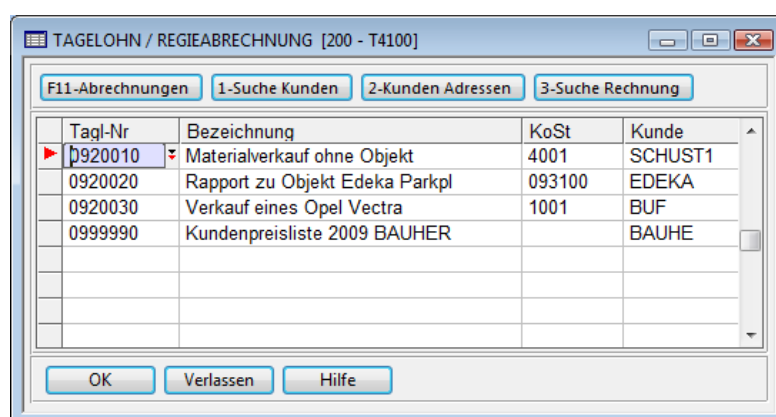 TAGELOHN / REGIEABRECHNUNG [200 - T4100]
F11-Abrechnungen 1-Suche Kunden 2-Kunden Adressen 3-Suche Rechnung
Tagl-Nr Bezeichnung KoSt Kunde
0920010 Materialverkauf ohne Objekt 4001 SCHUST1
0920020 Rapport zu Objekt Edeka Parkpl 093100 EDEKA
0920030 Verkauf eines Opel Vectra 1001 BUF
0999990 Kundenpreisliste 2009 BAUHER BAUHE
OK Verlassen Hilfe